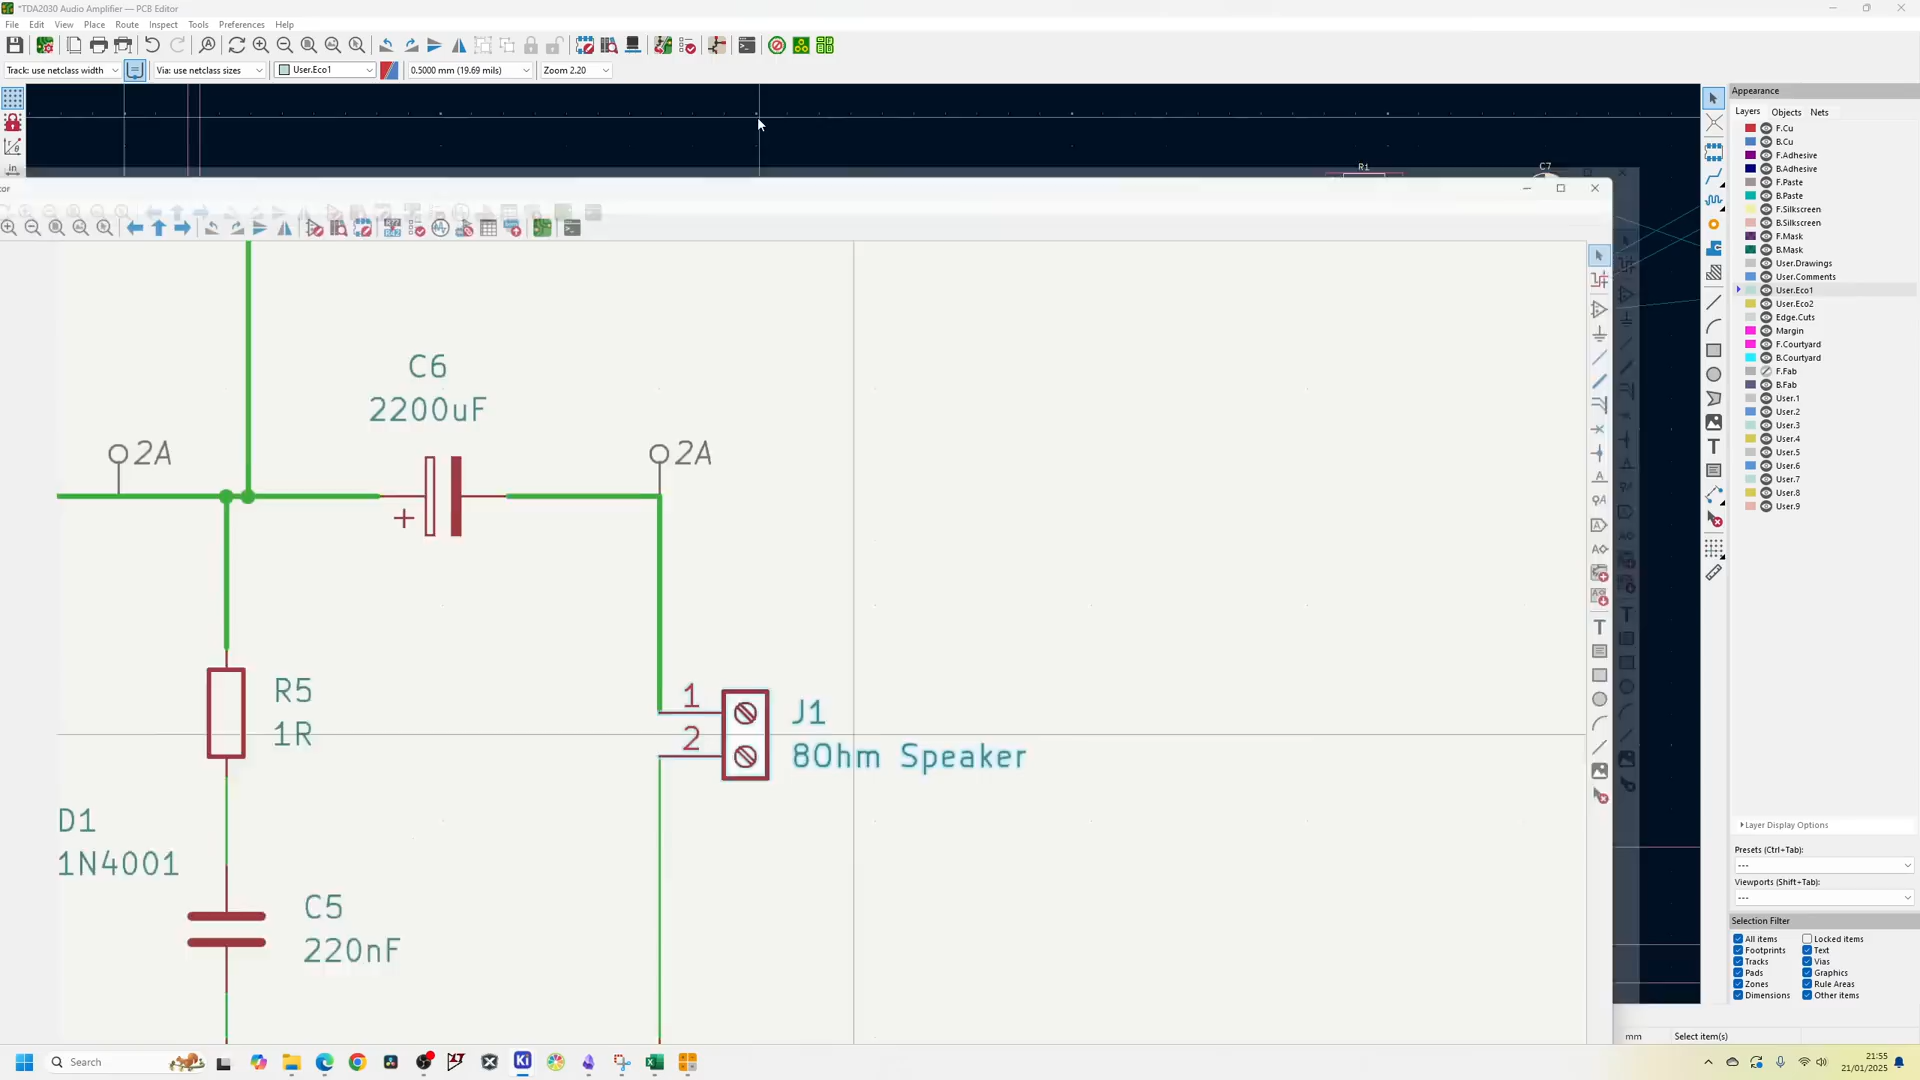 *TDA2030 Audio Amplifier — PCB Editor
File Edit View Place Route Inspect Tools Preferences Help
Track: use netclass width
Via: use netclass sizes
User.Eco1
0.5000 mm (19.69 mils)
Zoom 2.20
in
R1
C7
tor
C6
2200uF
2A
2A
R5
1R
1
2
J1
8Ohm Speaker
D1
1N4001
C5
220nF
Appearance
Layers Objects Nets
F.Cu
B.Cu
F.Adhesive
B.Adhesive
F.Paste
B.Paste
F.Silkscreen
B.Silkscreen
F.Mask
B.Mask
User.Drawings
User.Comments
User.Eco1
User.Eco2
Edge.Cuts
Margin
F.Courtyard
B.Courtyard
F.Fab
B.Fab
User.1
User.2
User.3
User.4
User.5
User.6
User.7
User.8
User.9
Layer Display Options
Presets (Ctrl+Tab):
---
Viewports (Shift+Tab):
---
Selection Filter
All items Locked items
Footprints Text
Tracks Vias
Pads Graphics
Zones Rule Areas
Dimensions Other items
mm Select item(s)
Search
21:55
21/01/2025